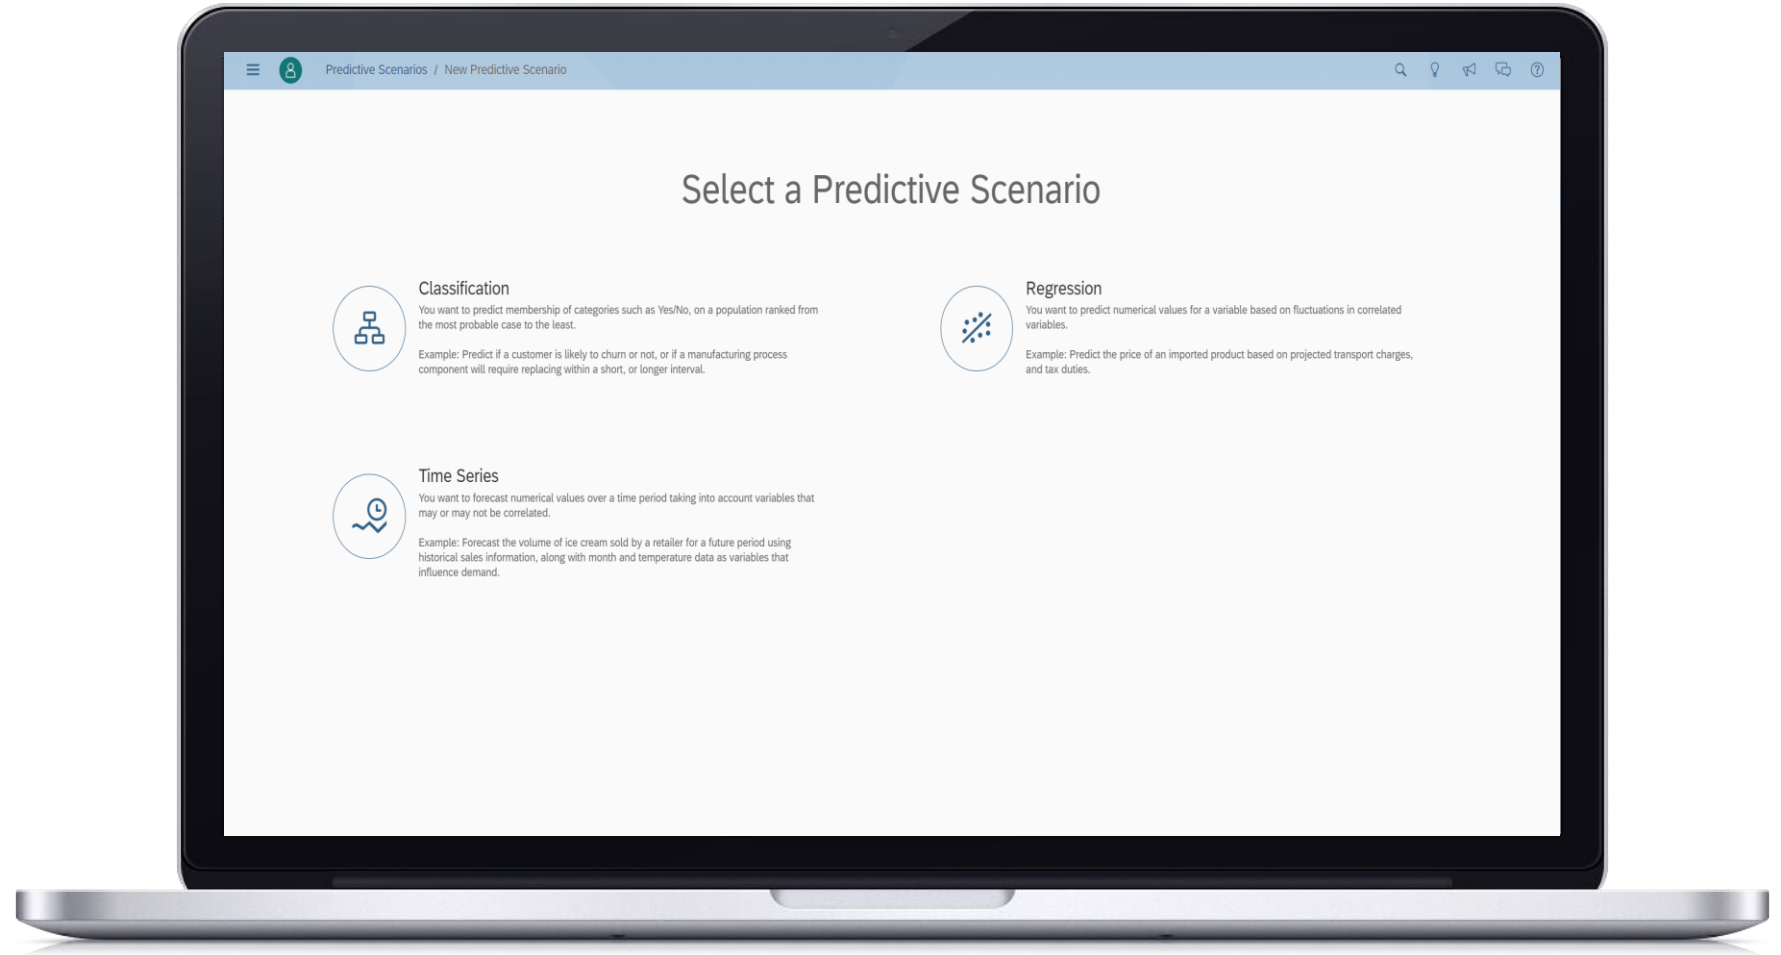 Predictive Scenarios / New Predictive Scenario
Select a Predictive Scenario
Classification
You want to predict membership of categories such as Yes/No, on a population ranked from
the most probable case to the least.
Example: Predict if a customer is likely to churn or not, or if a manufacturing process
component will require replacing within a short, or longer interval.
Regression
You want to predict numerical values for a variable based on fluctuations in correlated
variables.
Example: Predict the price of an imported product based on projected transport charges,
and tax duties.
Time Series
You want to forecast numerical values over a time period taking into account variables that
may or may not be correlated.
Example: Forecast the volume of ice cream sold by a retailer for a future period using
historical sales information, along with month and temperature data as variables that
influence demand.